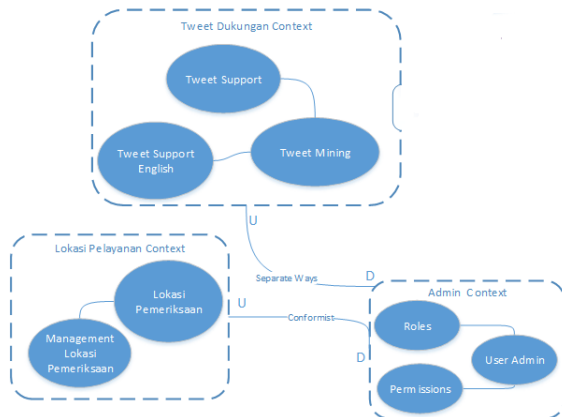 Tweet Dukungan Context
Tweet Support
Tweet Support
English
Tweet Mining
U
Separate Ways
D
Lokasi Pelayanan Context
Lokasi
Pemeriksaan
Management
Lokasi
Pemeriksaan
U
Conformist
D
Admin Context
Roles
User Admin
Permissions